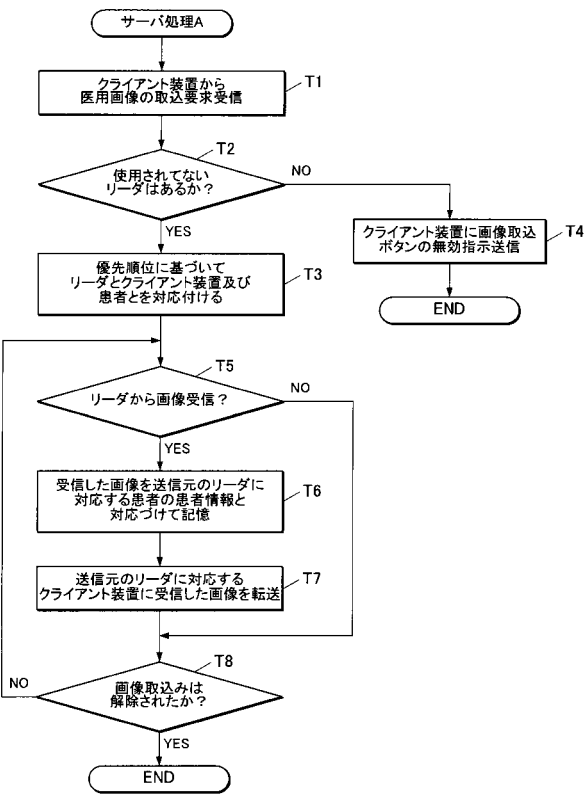 サーバ処理A
クライアント装置から
医用画像の取込要求受信
T1
T2
使用されてない
リーダはあるか？
NO
YES
クライアント装置に画像取込
ボタンの無効指示送信
T4
END
優先順位に基づいて
リーダとクライアント装置及び
患者とを対応付ける
T3
T5
リーダから画像受信？
NO
YES
受信した画像を送信元のリーダに
対応する患者の患者情報と
対応づけて記憶
T6
送信元のリーダに対応する
クライアント装置に受信した画像を転送
T7
T8
画像取込みは
解除されたか？
NO
YES
END